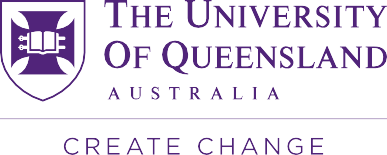 THE UNIVERSITY
OF QUEENSLAND
AUSTRALIA
CREATE CHANGE